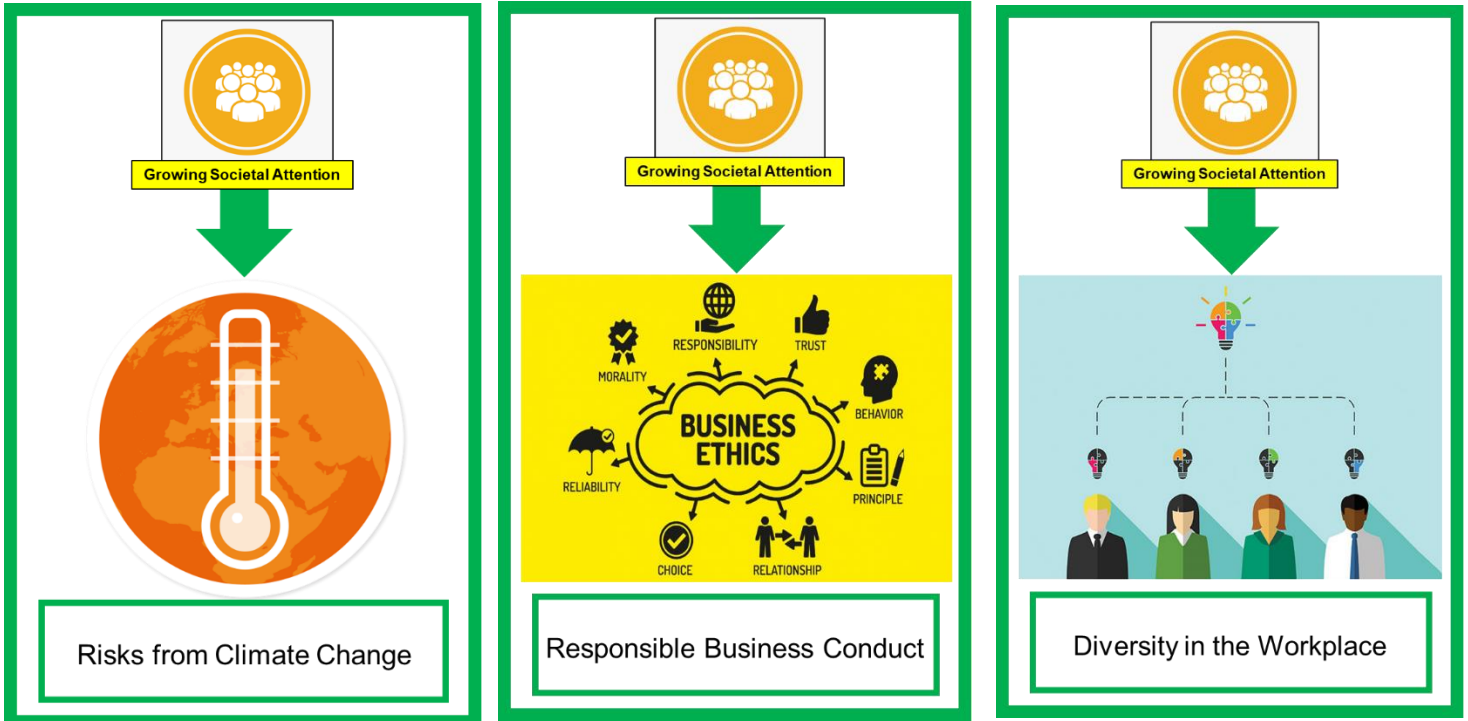 Growing Societal Attention
Risks from Climate Change
Growing Societal Attention
RESPONSIBILITY
TRUST
MORALITY
BEHAVIOR
BUSINESS
ETHICS
RELIABILITY
PRINCIPLE
CHOICE
RELATIONSHIP
Responsible Business Conduct
Growing Societal Attention
Diversity in the Workplace